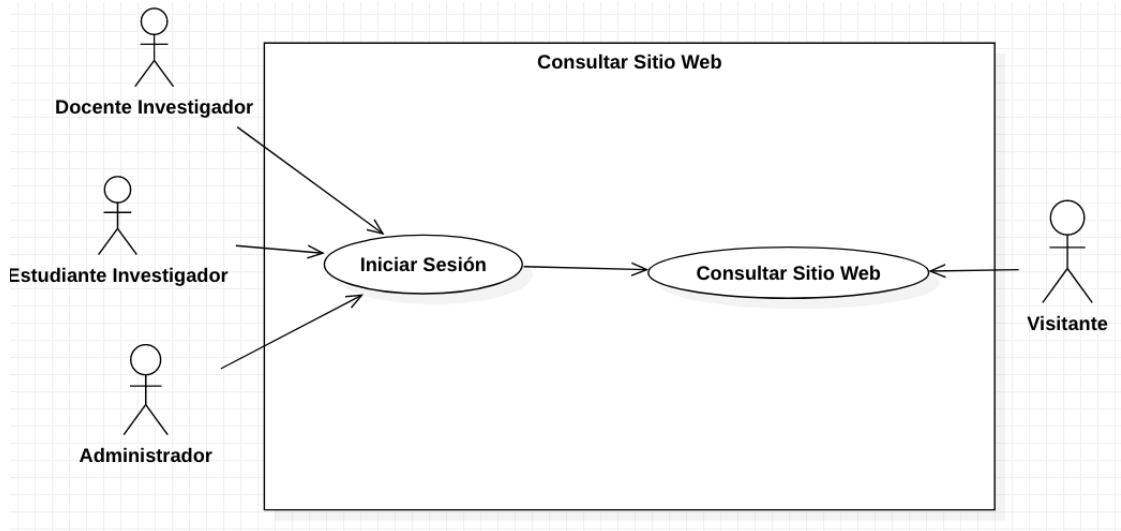 Consultar Sitio Web
Docente Investigador
Estudiante Investigador
Iniciar Sesión
Consultar Sitio Web
Visitante
Administrador